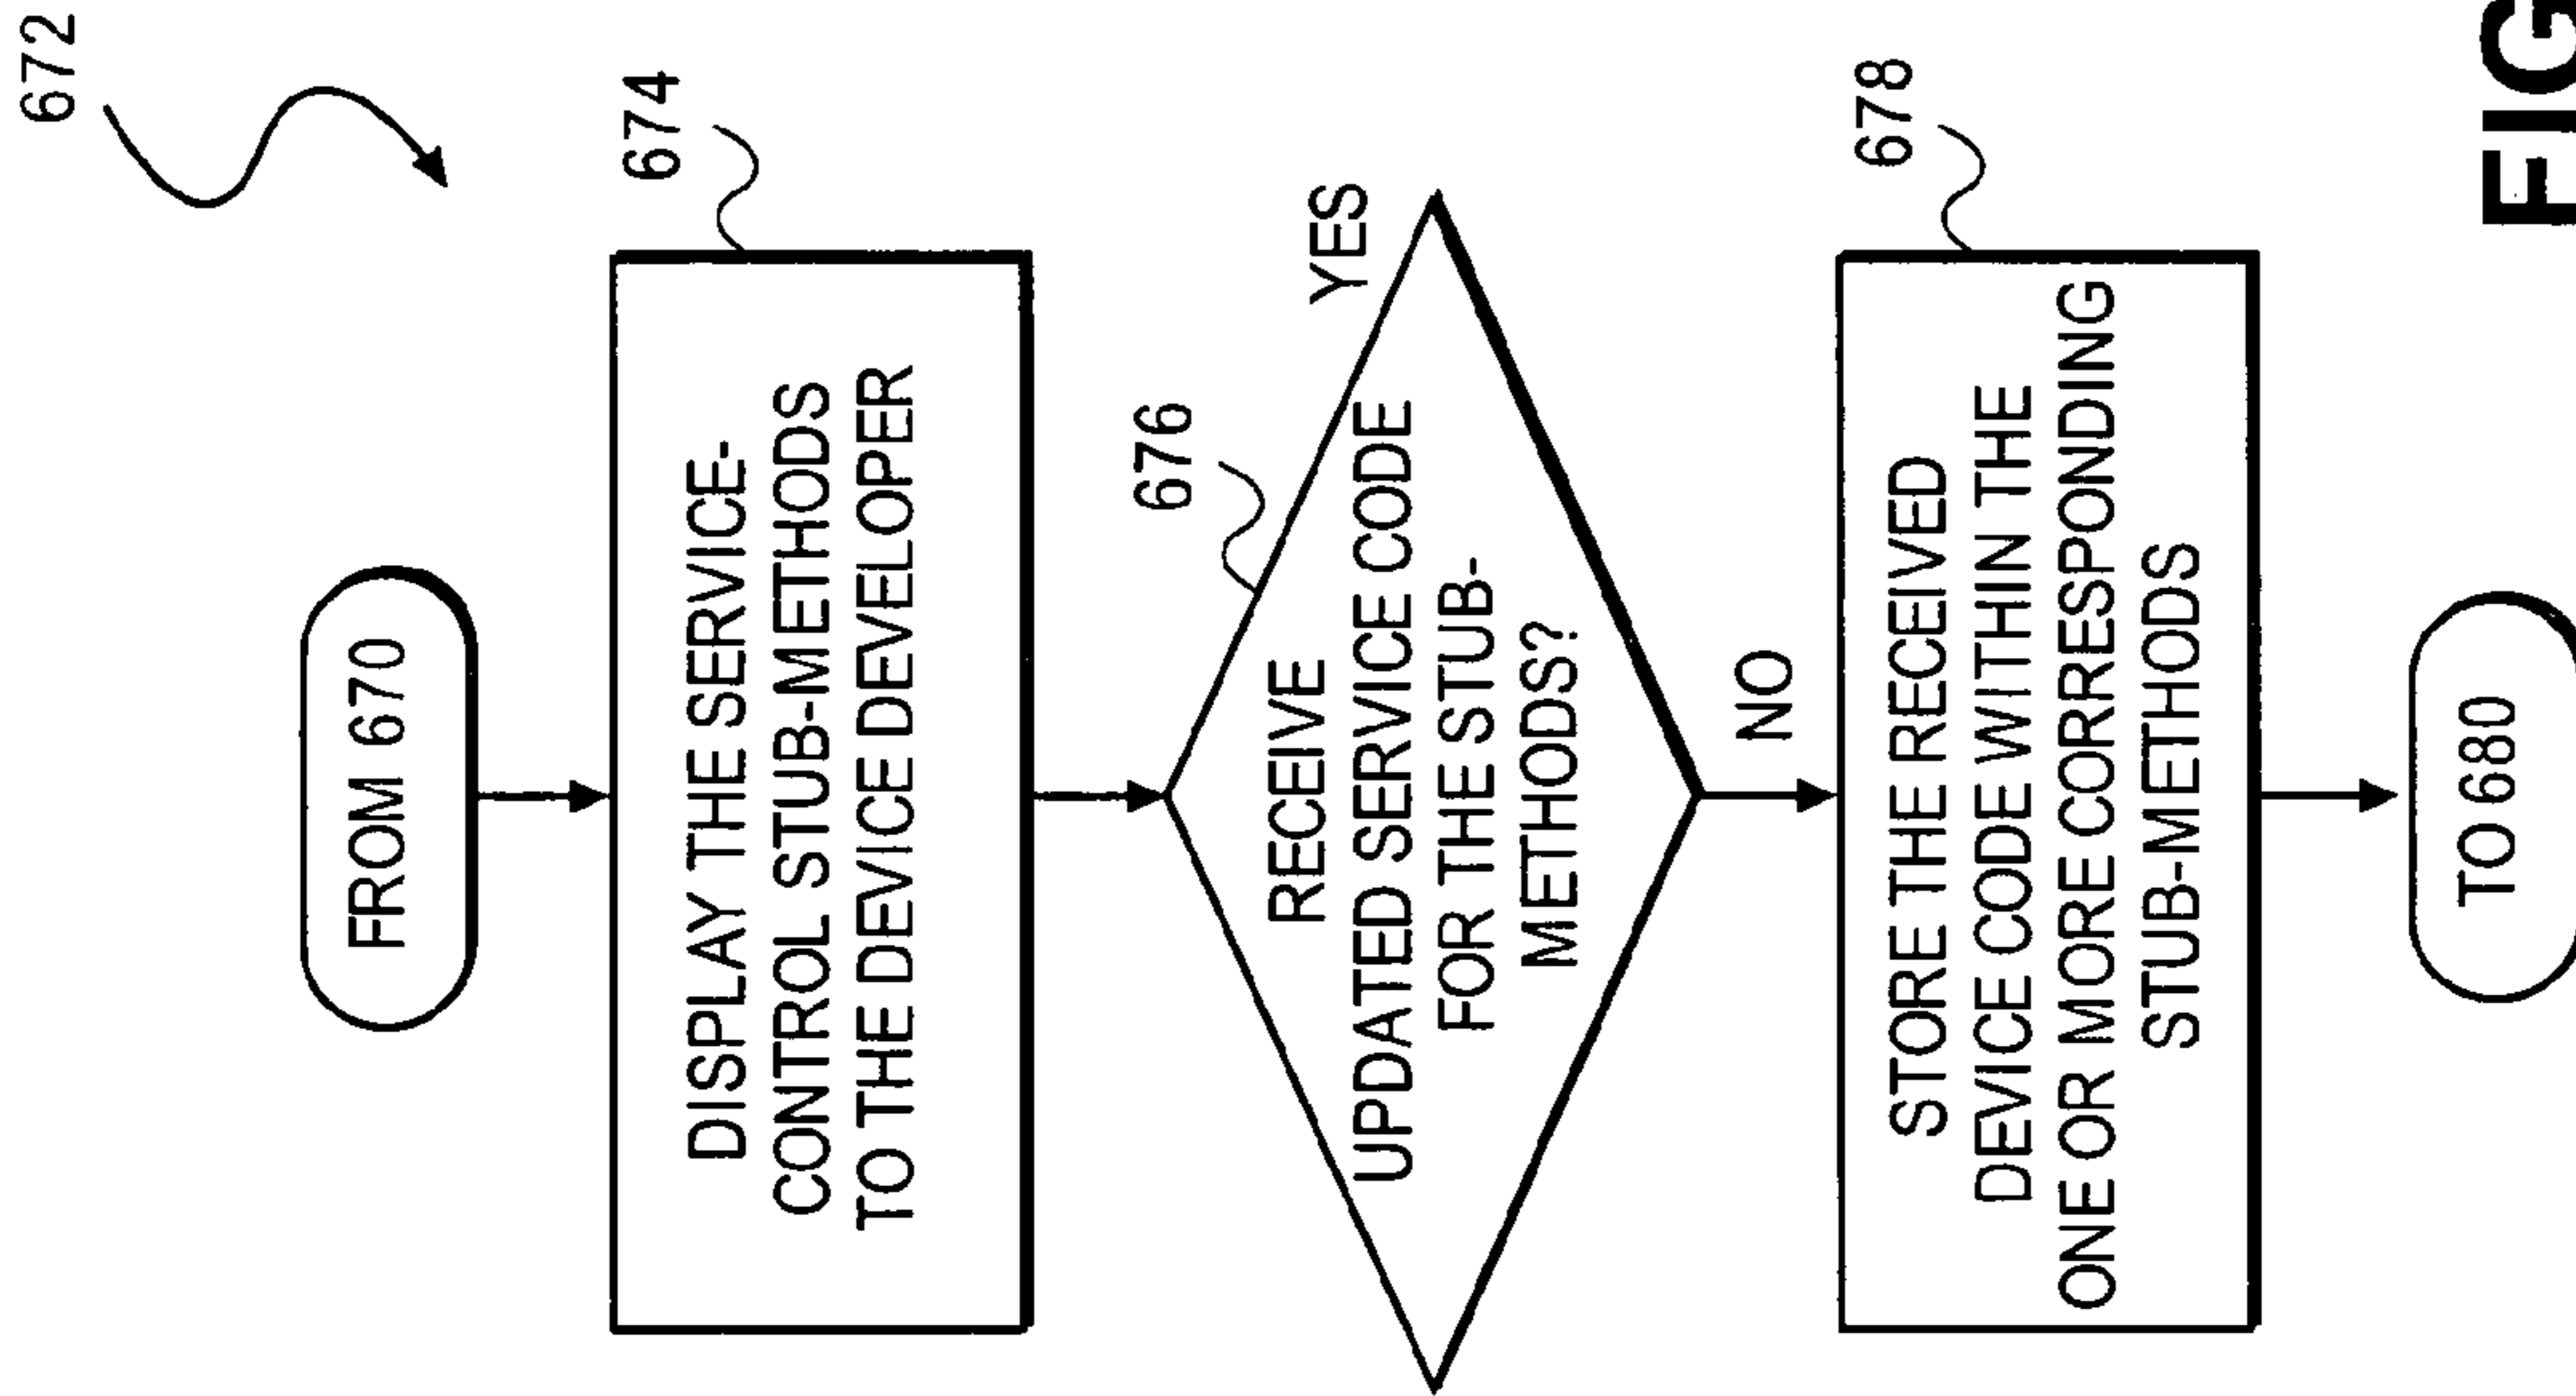 672
FROM 670
674
DISPLAY THE SERVICE-
CONTROL STUB-METHODS
TO THE DEVICE DEVELOPER
676
RECEIVE
UPDATED SERVICE CODE
FOR THE STUB-
METHODS?
YES
NO
678
STORE THE RECEIVED
DEVICE CODE WITHIN THE
ONE OR MORE CORRESPONDING
STUB-METHODS
TO 680
FIG